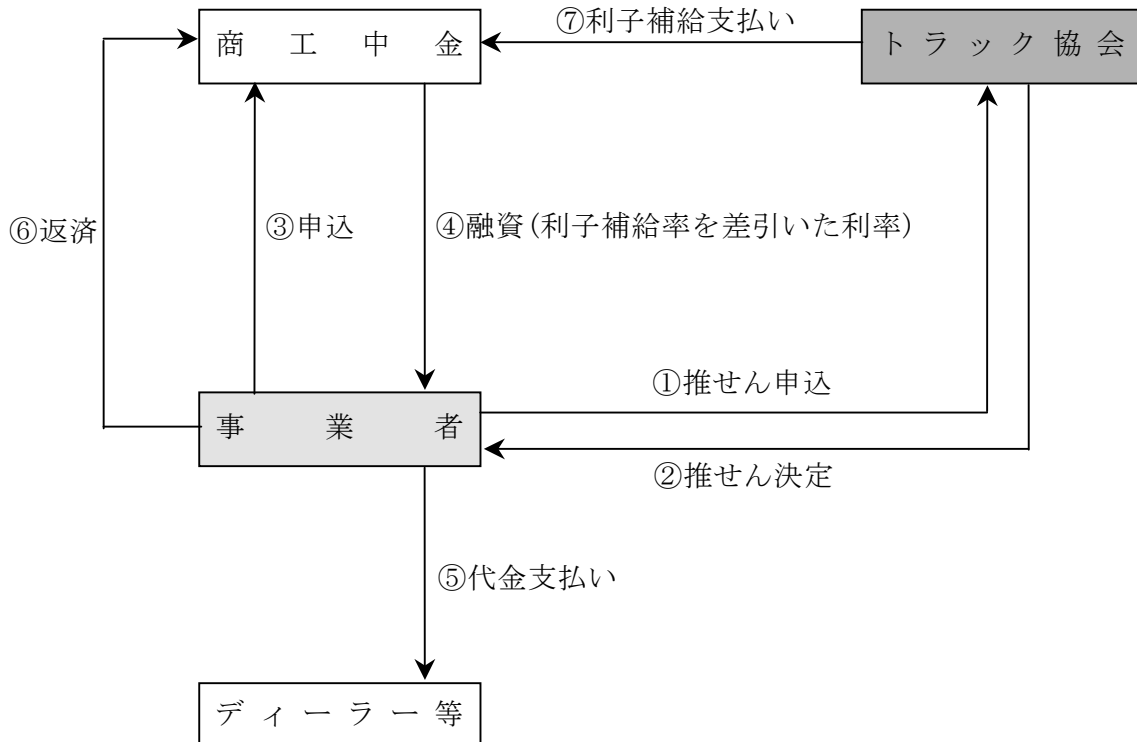 ⑦利子補給支払い
商工中金
トラック協会
⑥返済
③申込
④融資(利子補給率を差引いた利率)
①推せん申込
事業者
②推せん決定
⑤代金支払い
ディーラー等